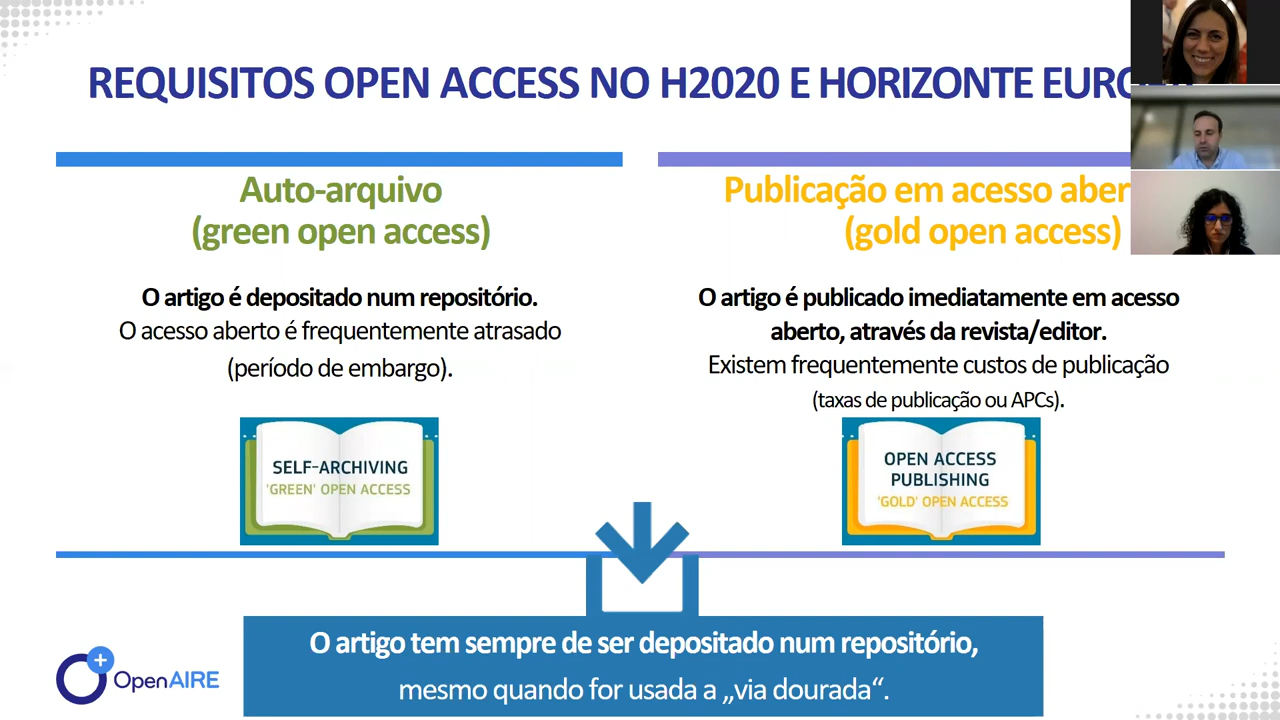 REQUISITOS OPEN ACCESS NO H2020 E HORIZONTE
Auto-arquivo
(green open access)
O artigo é depositado num repositório.
O acesso aberto é frequentemente atrasado
(período de embargo).
SELF-ARCHIVING
'GREEN' OPEN ACCESS
Publicação em acesso
(gold open access)
O artigo é publicado imediatamente em acesso
aberto, através da revista/editor.
Existem frequentemente custos de publicação
(taxas de publicação ou APCs).
OPEN ACCESS
PUBLISHING
'GOLD' OPEN ACCESS
O artigo tem sempre de ser depositado num repositório,
mesmo quando for usada a „via dourada“.
OpenAIRE